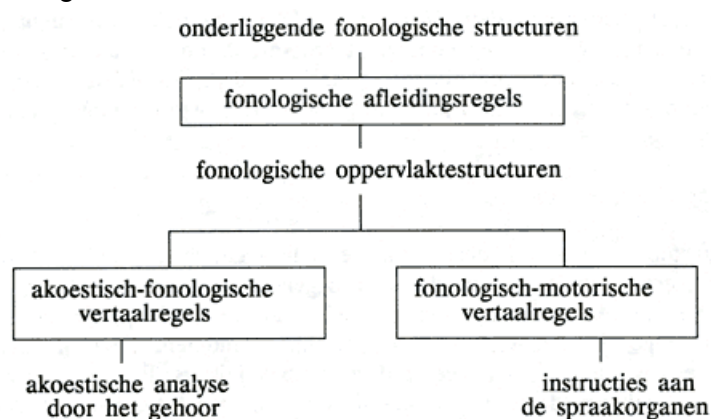 onderliggende fonologische structuren
fonologische afleidingsregels
fonologische oppervlaktestructuren
akoestisch-fonologische
vertaalregels
fonologisch-motorische
vertaalregels
akoestische analyse
door het gehoor
instructies aan
de spraakorganen